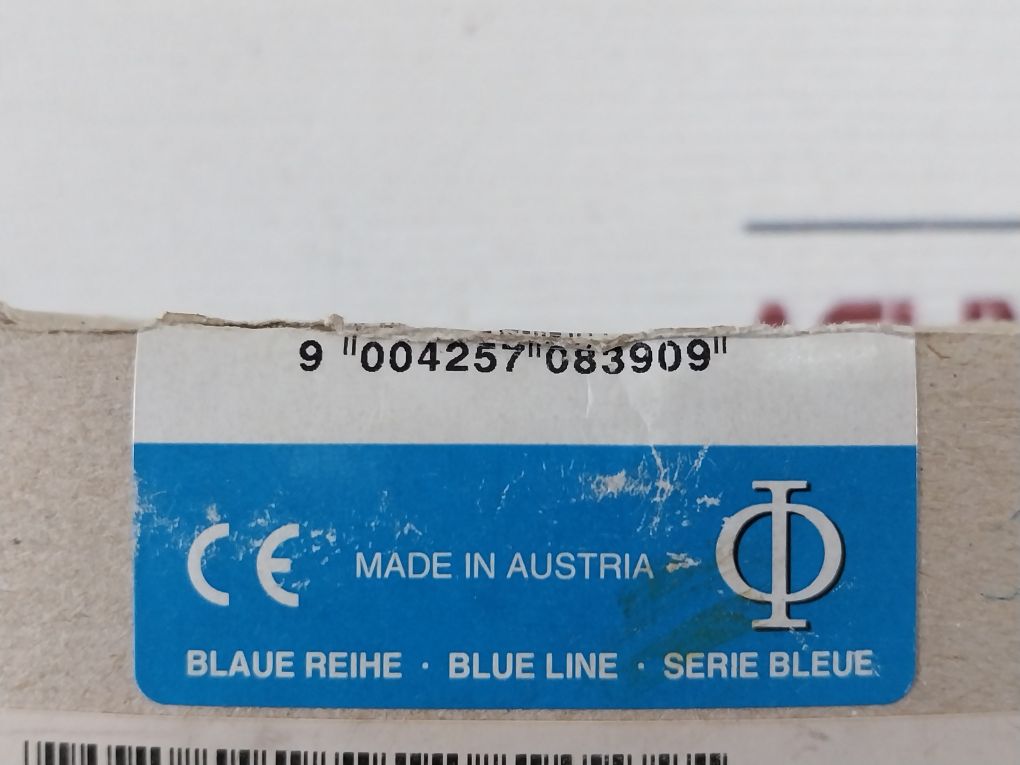 9 "004257"083909"
CE MADE IN AUSTRIA Φ
BLAUE REIHE · BLUE LINE · SERIE BLEUE